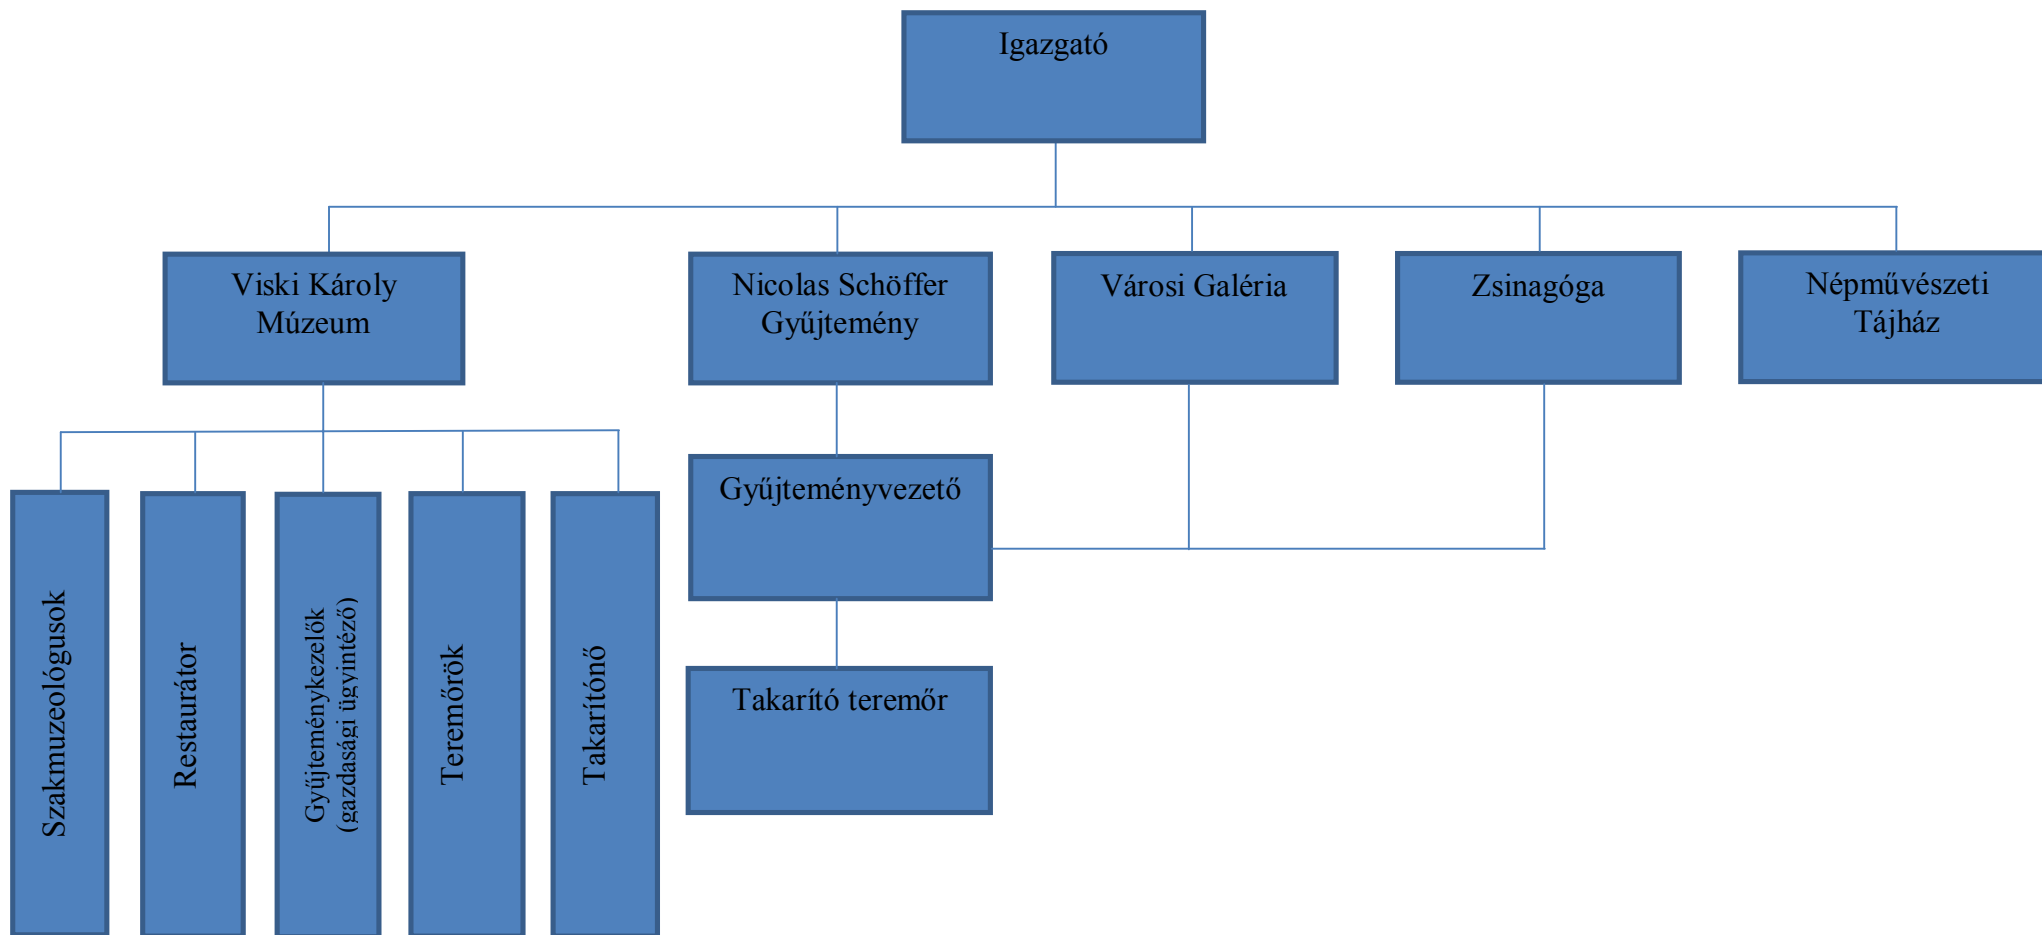 Igazgató
Viski Károly
Múzeum
Nicolas Schöffer
Gyűjtemény
Városi Galéria
Zsinagóga
Népművészeti
Tájház
Gyűjteményvezető
Takarító teremőr
Szakmuzeológusok
Restaurátor
Gyűjteménykezelők
(gazdasági ügyintéző)
Teremőrök
Takarítónő